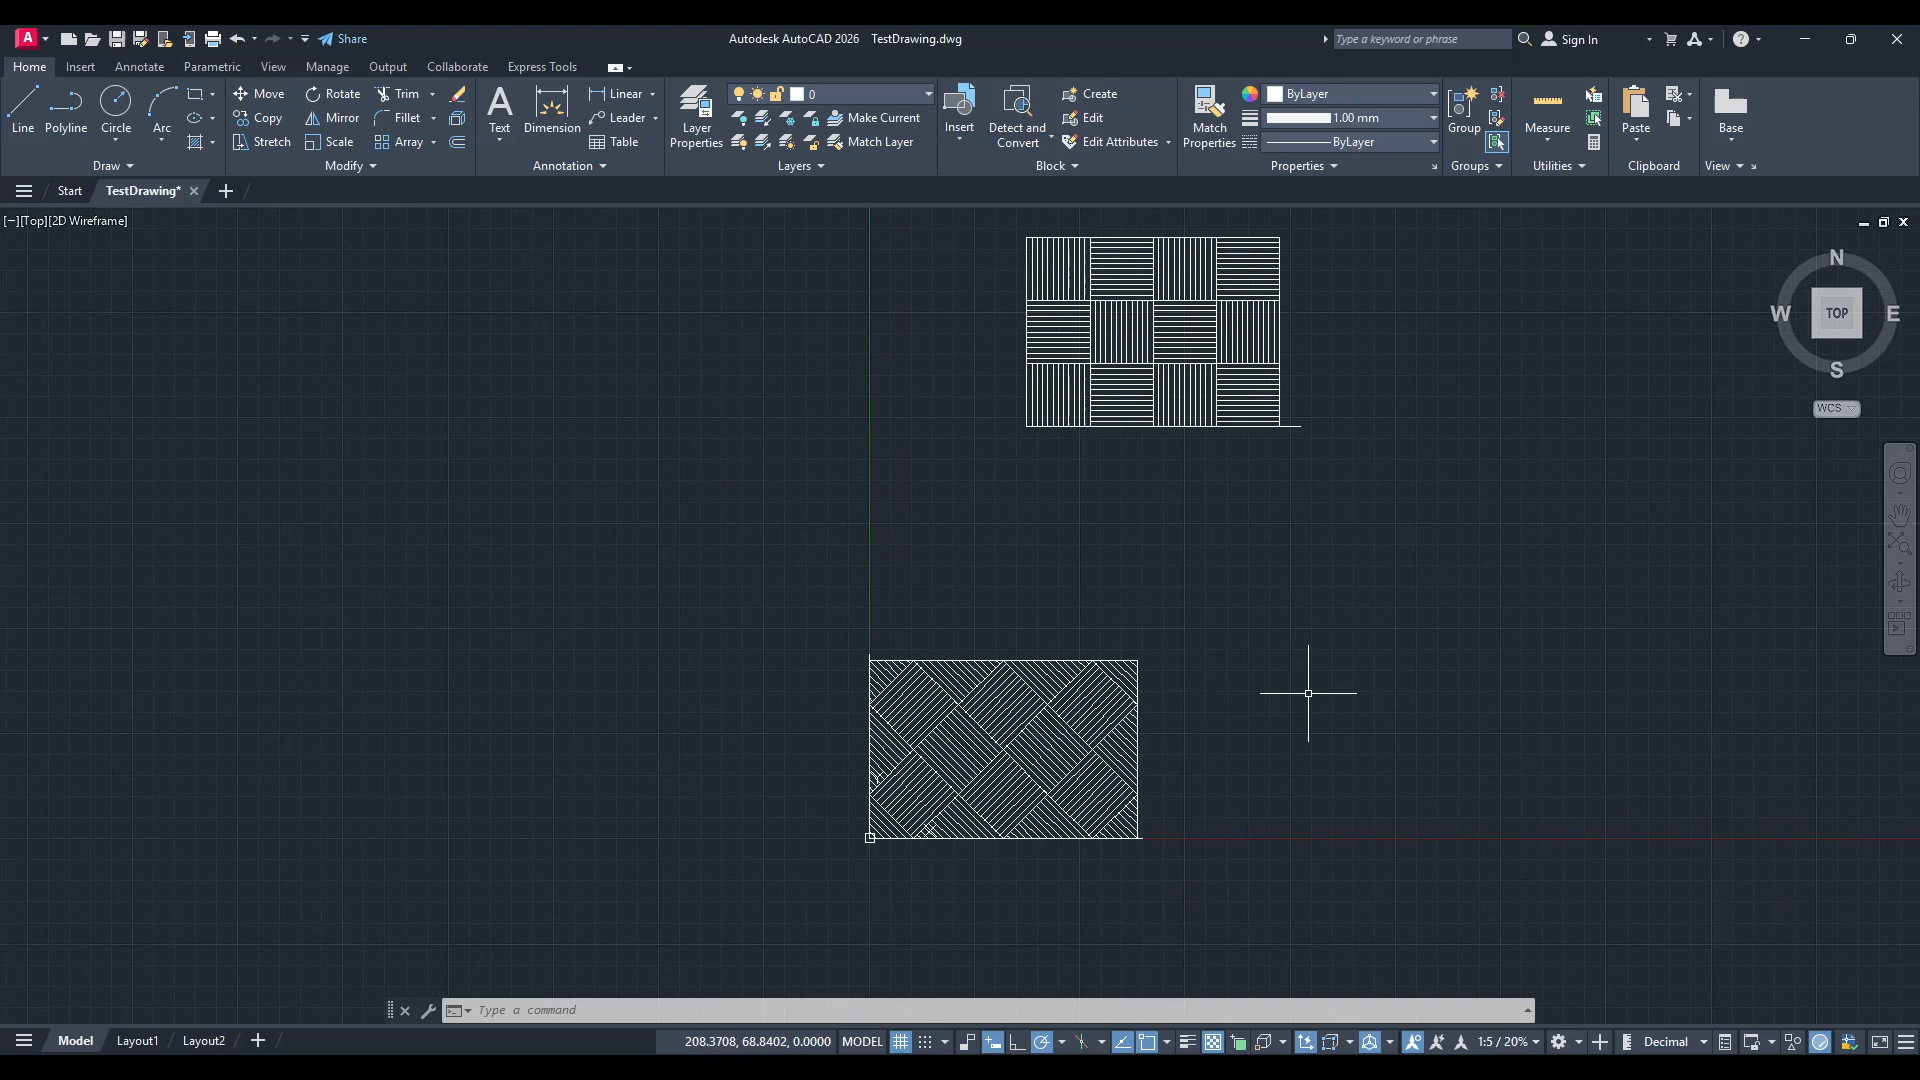 A Share Autodesk AutoCAD 2026 TestDrawing.dwg Type a keyword or phrase Sign In
Home Insert Annotate Parametric View Manage Output Collaborate Express Tools
Line Polyline Circle Arc
Move Rotate Trim
Copy Mirror Fillet
Stretch Scale Array
Text Dimension
Linear
Leader
Table
Layer Properties
0
Make Current
Match Layer
Insert Detect and Convert
Create
Edit
Edit Attributes
Match Properties
ByLayer
1.00 mm
ByLayer
Group Measure Paste Base
Draw Modify Annotation Layers Block Properties Groups Utilities Clipboard View
Start TestDrawing*
[−][Top][2D Wireframe]
N
W TOP E
S
WCS
Type a command
Model Layout1 Layout2 208.3708, 68.8402, 0.0000 MODEL 1:5 / 20% Decimal